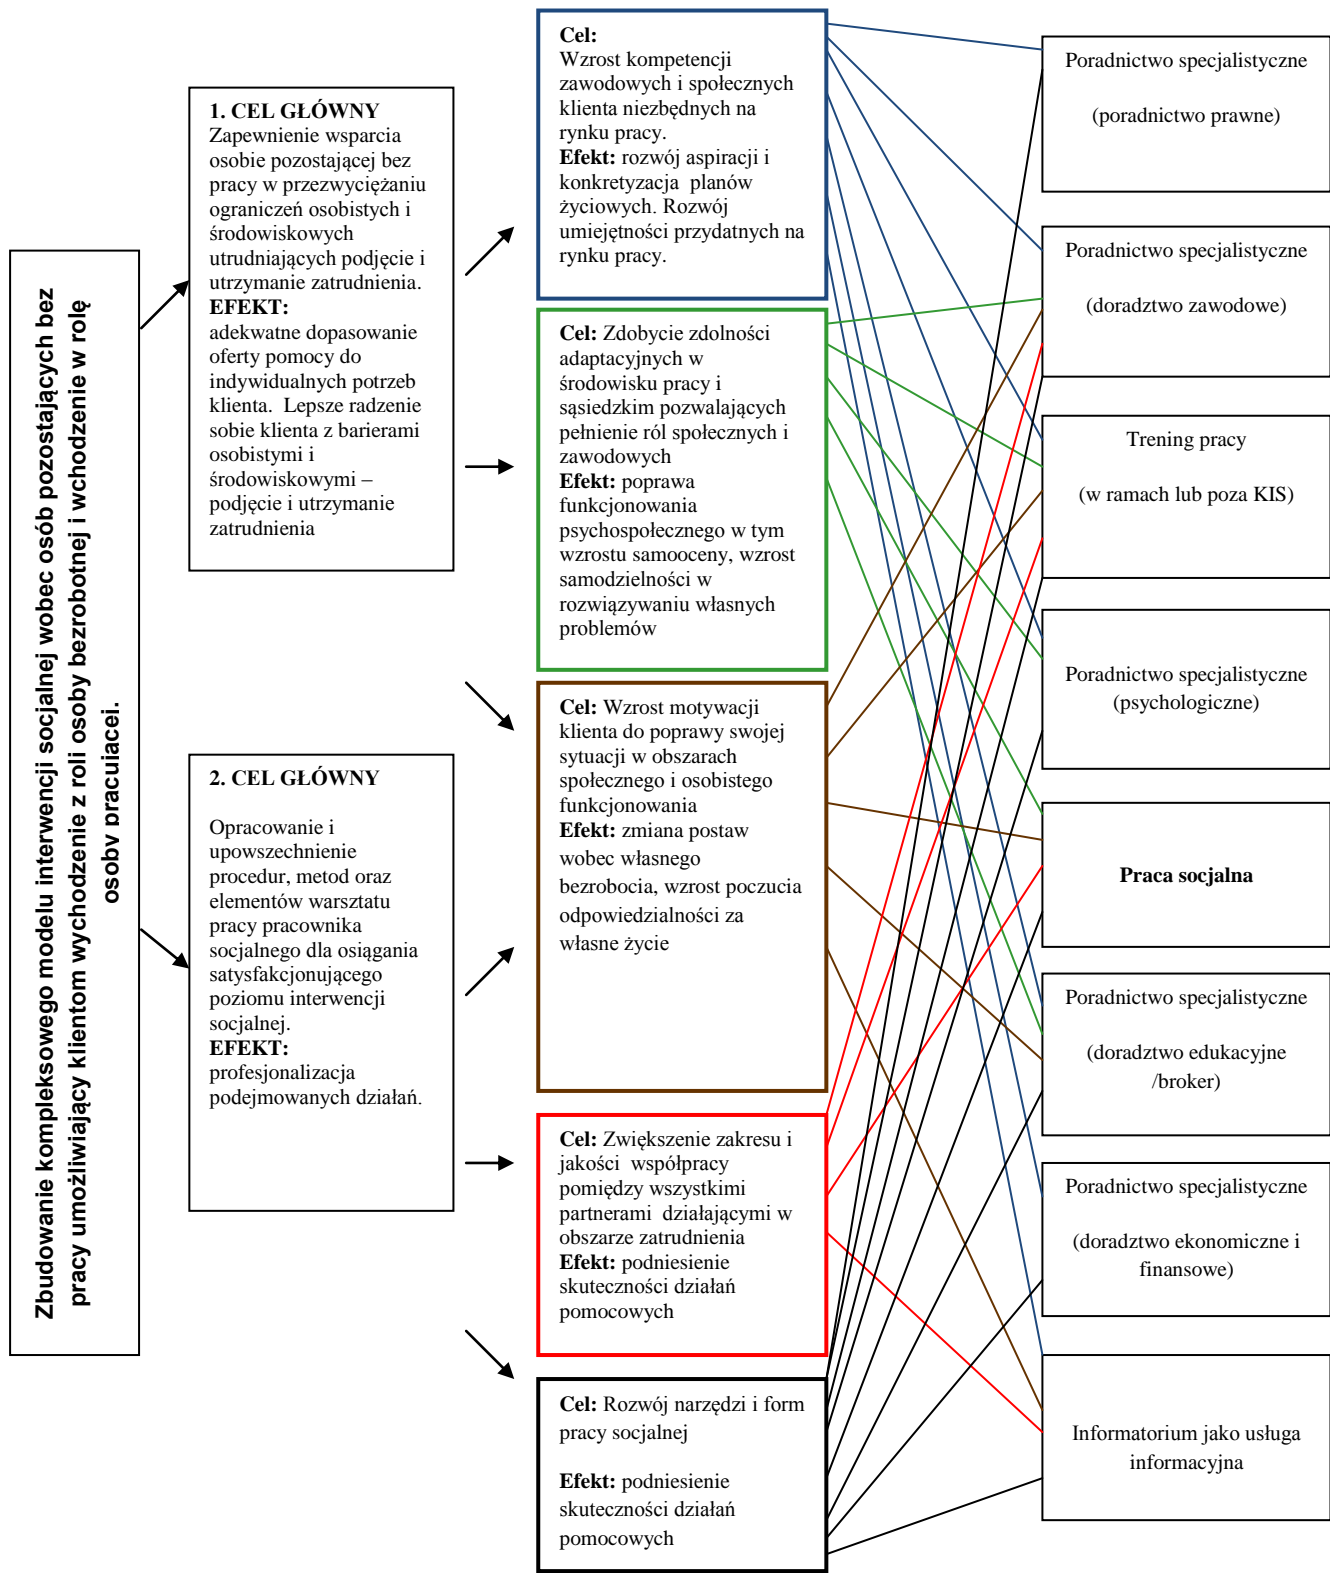 Zbudowanie kompleksowego modelu interwencji socjalnej wobec osób pozostających bez
pracy umożliwiający klientom wychodzenie z roli osoby bezrobotnej i wchodzenie w rolę
osoby pracującej.
1. CEL GŁÓWNY
Zapewnienie wsparcia
osobie pozostającej bez
pracy w przezwyciężaniu
ograniczeń osobistych i
środowiskowych
utrudniających podjęcie i
utrzymanie zatrudnienia.
EFEKT:
adekwatne dopasowanie
oferty pomocy do
indywidualnych potrzeb
klienta.  Lepsze radzenie
sobie klienta z barierami
osobistymi i
środowiskowymi –
podjęcie i utrzymanie
zatrudnienia
2. CEL GŁÓWNY
Opracowanie i
upowszechnienie
procedur, metod oraz
elementów warsztatu
pracy pracownika
socjalnego dla osiągania
satysfakcjonującego
poziomu interwencji
socjalnej.
EFEKT:
profesjonalizacja
podejmowanych działań.
Cel:
Wzrost kompetencji
zawodowych i społecznych
klienta niezbędnych na
rynku pracy.
Efekt: rozwój aspiracji i
konkretyzacja  planów
życiowych. Rozwój
umiejętności przydatnych na
rynku pracy.
Cel: Zdobycie zdolności
adaptacyjnych w
środowisku pracy i
sąsiedzkim pozwalających
pełnienie ról społecznych i
zawodowych
Efekt: poprawa
funkcjonowania
psychospołecznego w tym
wzrostu samooceny, wzrost
samodzielności w
rozwiązywaniu własnych
problemów
Cel: Wzrost motywacji
klienta do poprawy swojej
sytuacji w obszarach
społecznego i osobistego
funkcjonowania
Efekt: zmiana postaw
wobec własnego
bezrobocia, wzrost poczucia
odpowiedzialności za
własne życie
Cel: Zwiększenie zakresu i
jakości  współpracy
pomiędzy wszystkimi
partnerami  działającymi w
obszarze zatrudnienia
Efekt: podniesienie
skuteczności działań
pomocowych
Cel: Rozwój narzędzi i form
pracy socjalnej
Efekt: podniesienie
skuteczności działań
pomocowych
Poradnictwo specjalistyczne
(poradnictwo prawne)
Poradnictwo specjalistyczne
(doradztwo zawodowe)
Trening pracy
(w ramach lub poza KIS)
Poradnictwo specjalistyczne
(psychologiczne)
Praca socjalna
Poradnictwo specjalistyczne
(doradztwo edukacyjne
/broker)
Poradnictwo specjalistyczne
(doradztwo ekonomiczne i
finansowe)
Informatorium jako usługa
informacyjna